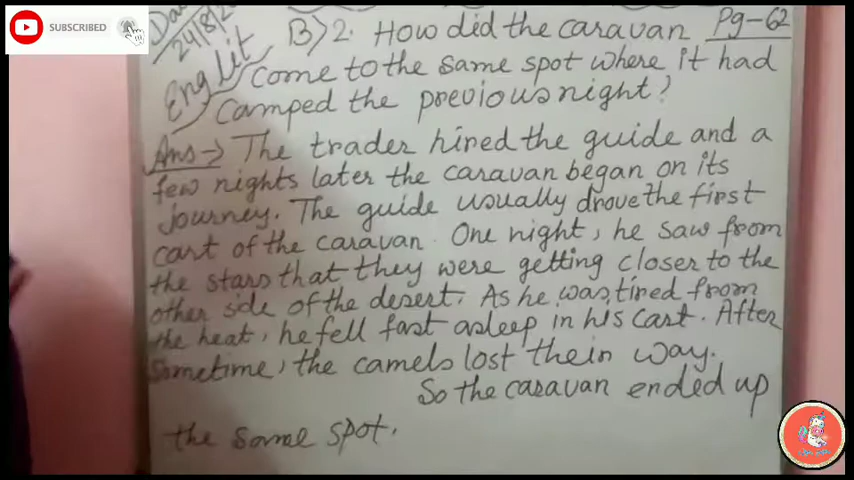 SUBSCRIBED
24/8/2
Eng Lit
B) 2. How did the caravan Pg-62
come to the same spot where it had
camped the previous night?
Ans → The trader hired the guide and a
few nights later the caravan began on its
journey. The guide usually drove the first
cart of the caravan. One night, he saw from
the stars that they were getting closer to the
other side of the desert. As he was tired from
the heat, he fell fast asleep in his cart. After
sometime, the camels lost their way.
So the caravan ended up
the same spot.